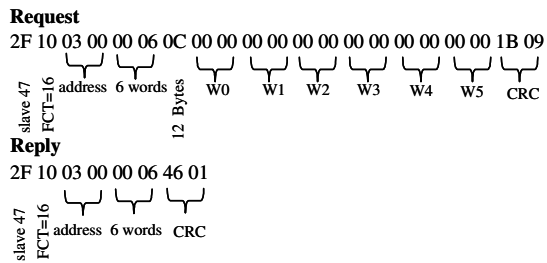 Request
2F 10 03 00 00 06 0C 00 00 00 00 00 00 00 00 00 00 00 00 1B 09
slave 47 FCT=16 address 6 words 12 Bytes W0 W1 W2 W3 W4 W5 CRC
Reply
2F 10 03 00 00 06 46 01
slave 47 FCT=16 address 6 words CRC